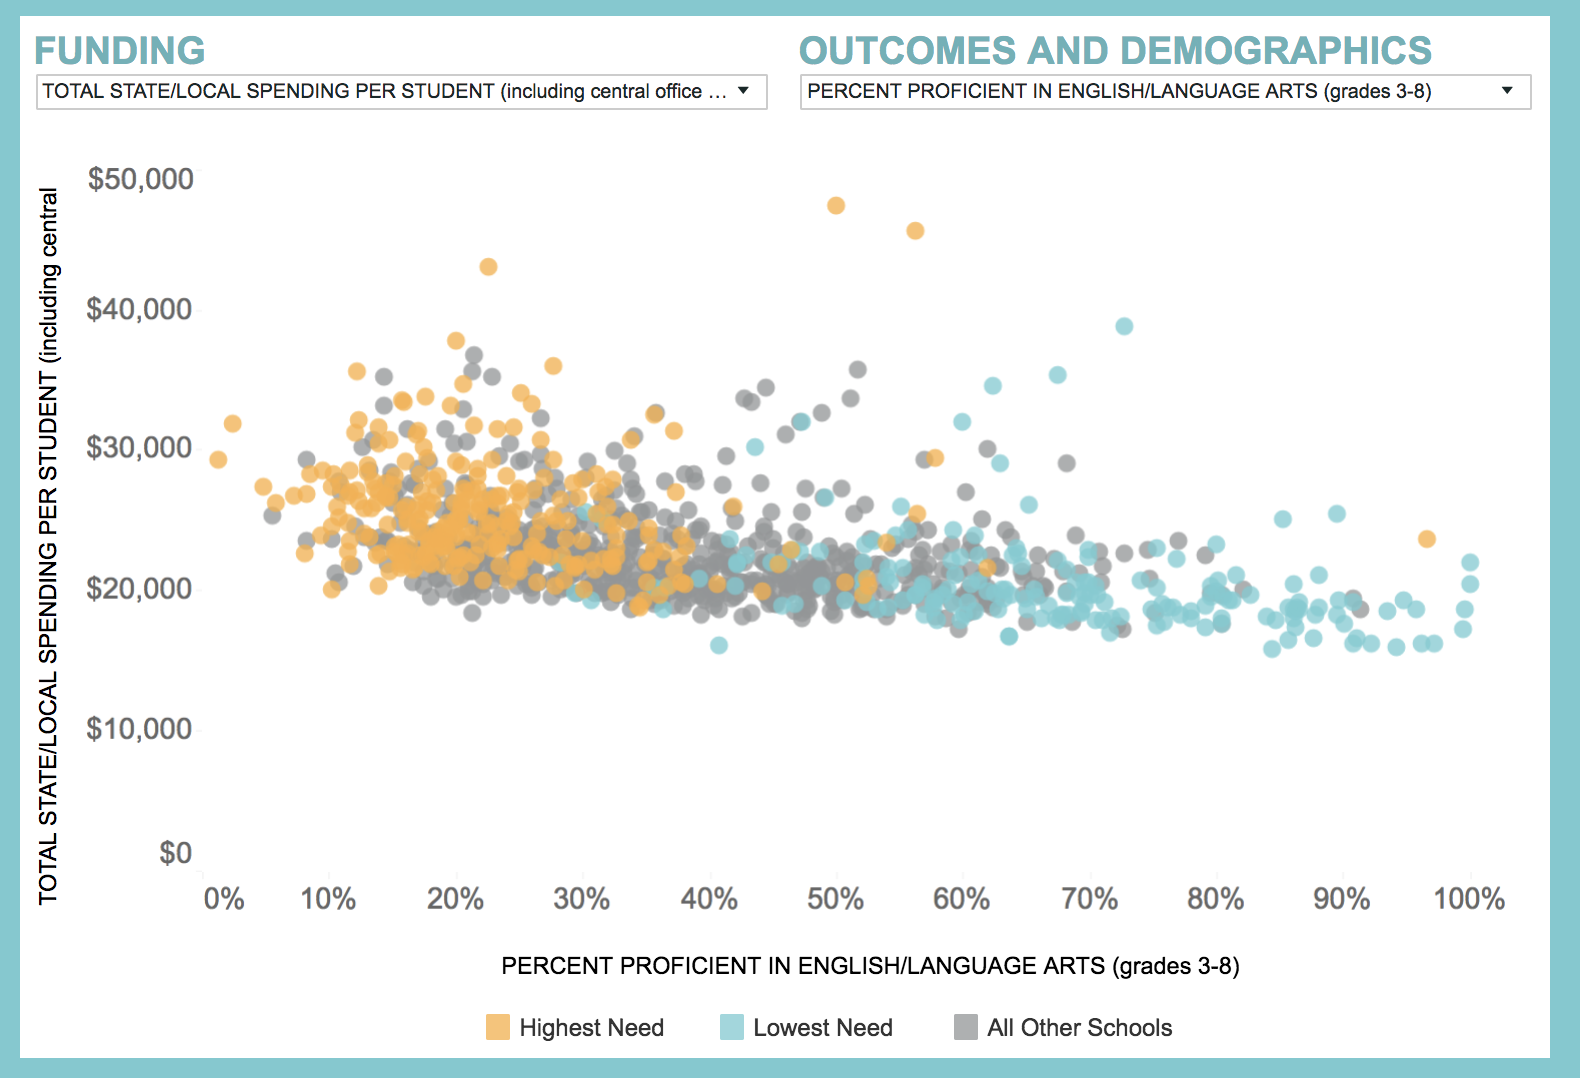 FUNDING
OUTCOMES AND DEMOGRAPHICS
TOTAL STATE/LOCAL SPENDING PER STUDENT (including central office ...
PERCENT PROFICIENT IN ENGLISH/LANGUAGE ARTS (grades 3-8)
TOTAL STATE/LOCAL SPENDING PER STUDENT (including central
$50,000
$40,000
$30,000
$20,000
$10,000
$0
0% 10% 20% 30% 40% 50% 60% 70% 80% 90% 100%
PERCENT PROFICIENT IN ENGLISH/LANGUAGE ARTS (grades 3-8)
Highest Need Lowest Need All Other Schools